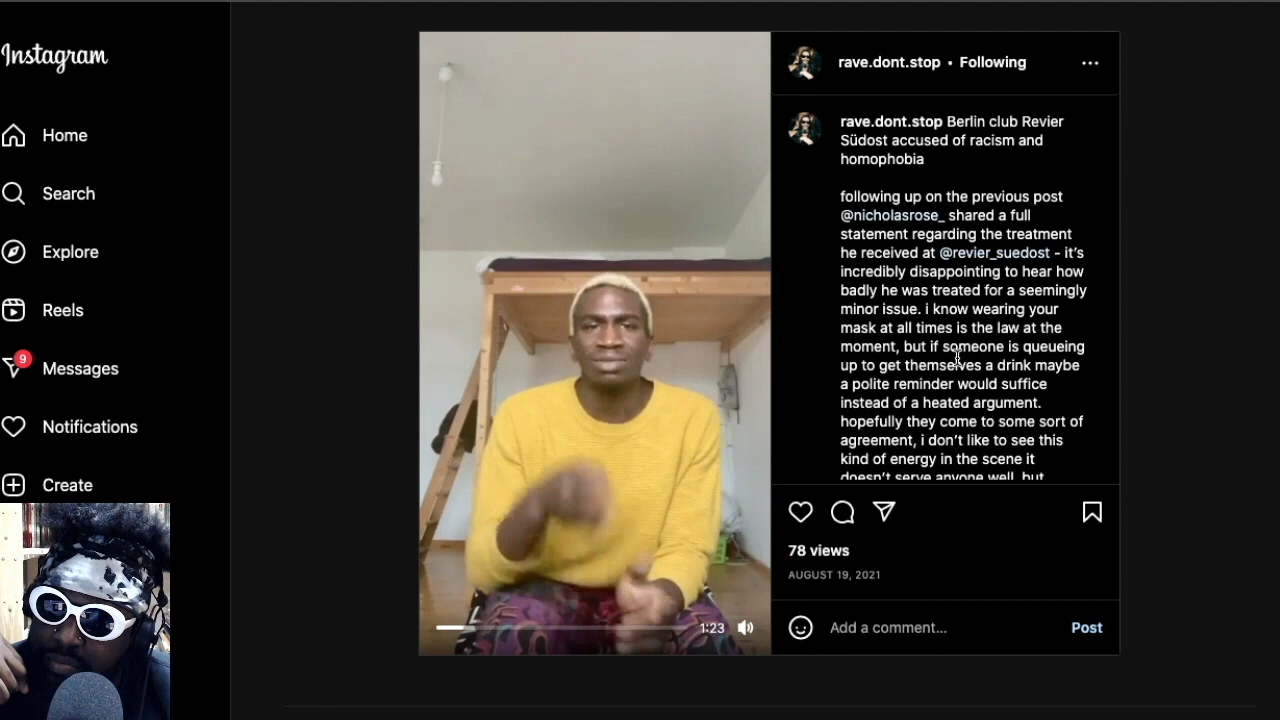 Instagram
Home
Search
Explore
Reels
9
Messages
Notifications
Create
1:23
rave.dont.stop • Following
rave.dont.stop Berlin club Revier
Südost accused of racism and
homophobia
following up on the previous post
@nicholasrose_ shared a full
statement regarding the treatment
he received at @revier_suedost - it’s
incredibly disappointing to hear how
badly he was treated for a seemingly
minor issue. i know wearing your
mask at all times is the law at the
moment, but if someone is queueing
up to get themselves a drink maybe
a polite reminder would suffice
instead of a heated argument.
hopefully they come to some sort of
agreement, i don’t like to see this
kind of energy in the scene it
doesn’t serve anyone well, but
78 views
AUGUST 19, 2021
Add a comment...
Post